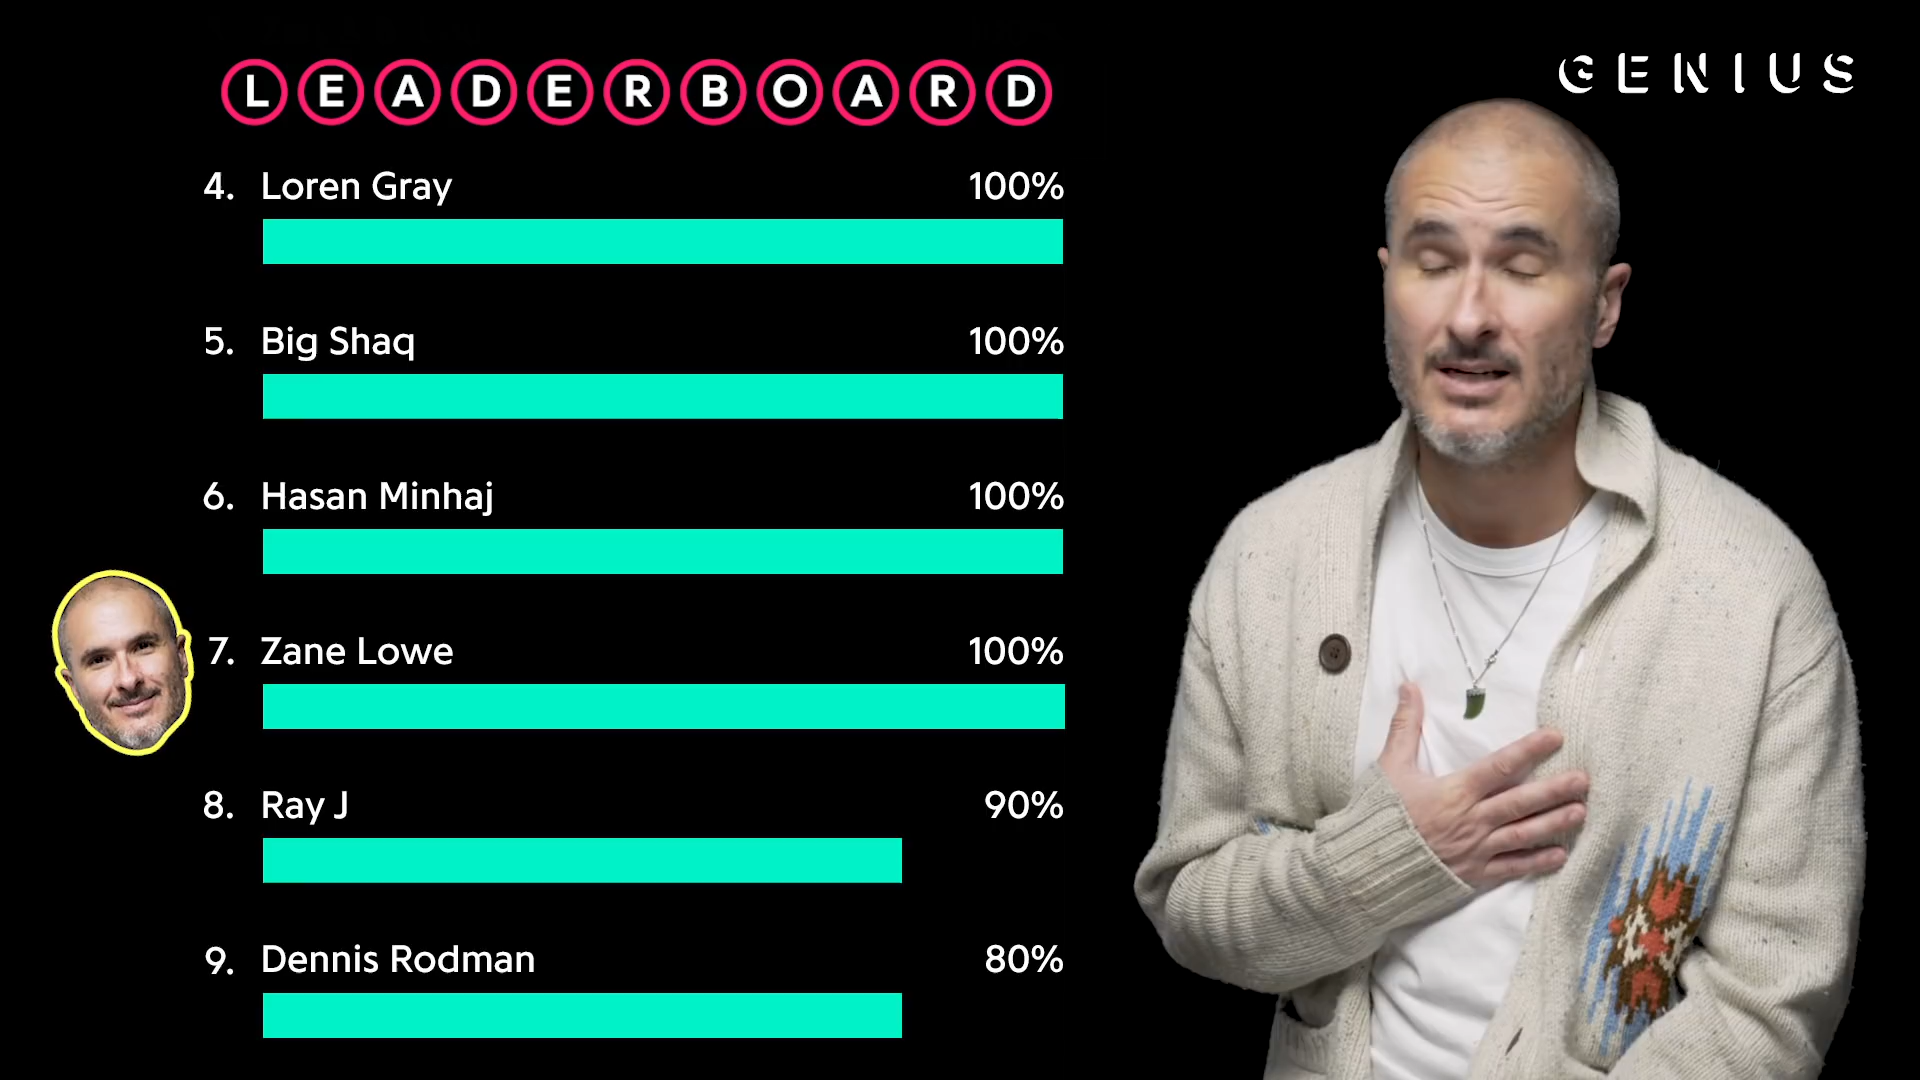 LEADERBOARD
GENIUS
4. Loren Gray 100%
5. Big Shaq 100%
6. Hasan Minhaj 100%
7. Zane Lowe 100%
8. Ray J 90%
9. Dennis Rodman 80%